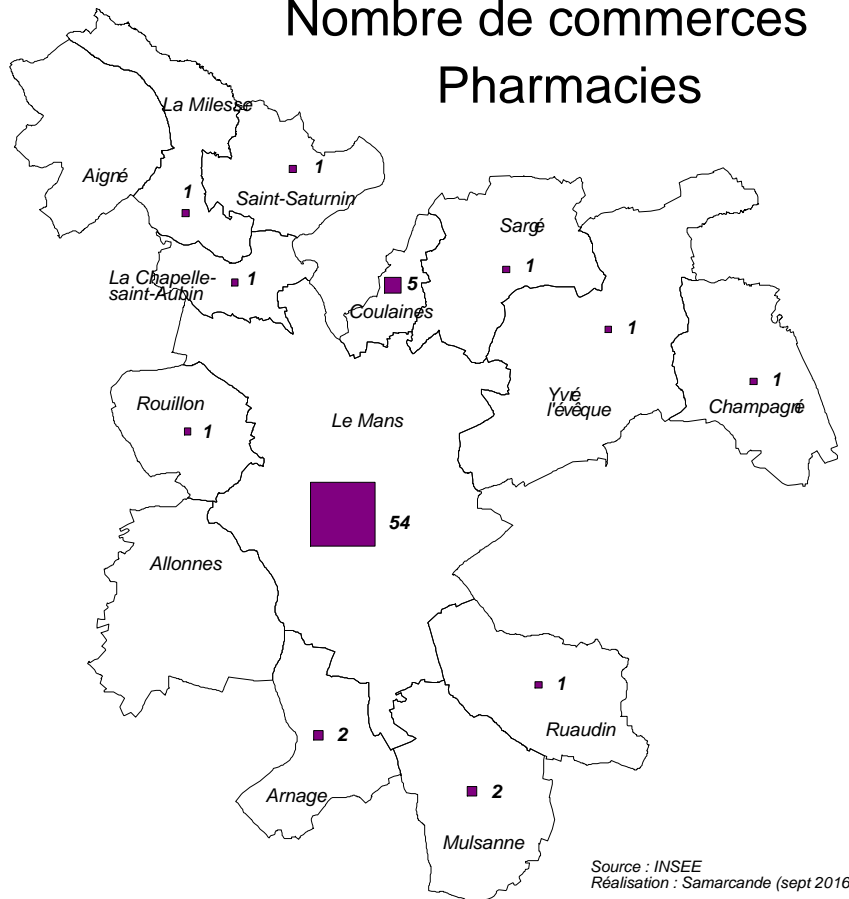 Nombre de commerces
Pharmacies
La Milesse
Aigné
1
Saint-Saturnin
1
Sargé
1
La Chapelle-
saint-Aubin
1
5
Coulaines
1
Yvré
l'évêque
1
Champagné
Rouillon
1
Le Mans
54
Allonnes
1
Ruaudin
2
Arnage
2
Mulsanne
Source : INSEE
Réalisation : Samarcande (sept 2016